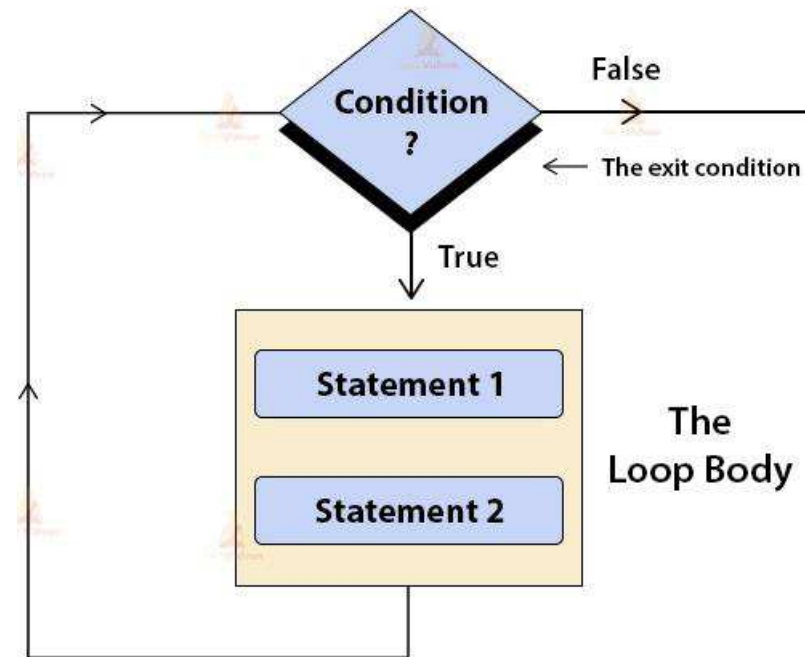 Condition
?
False
The exit condition
True
Statement 1
The
Loop Body
Statement 2